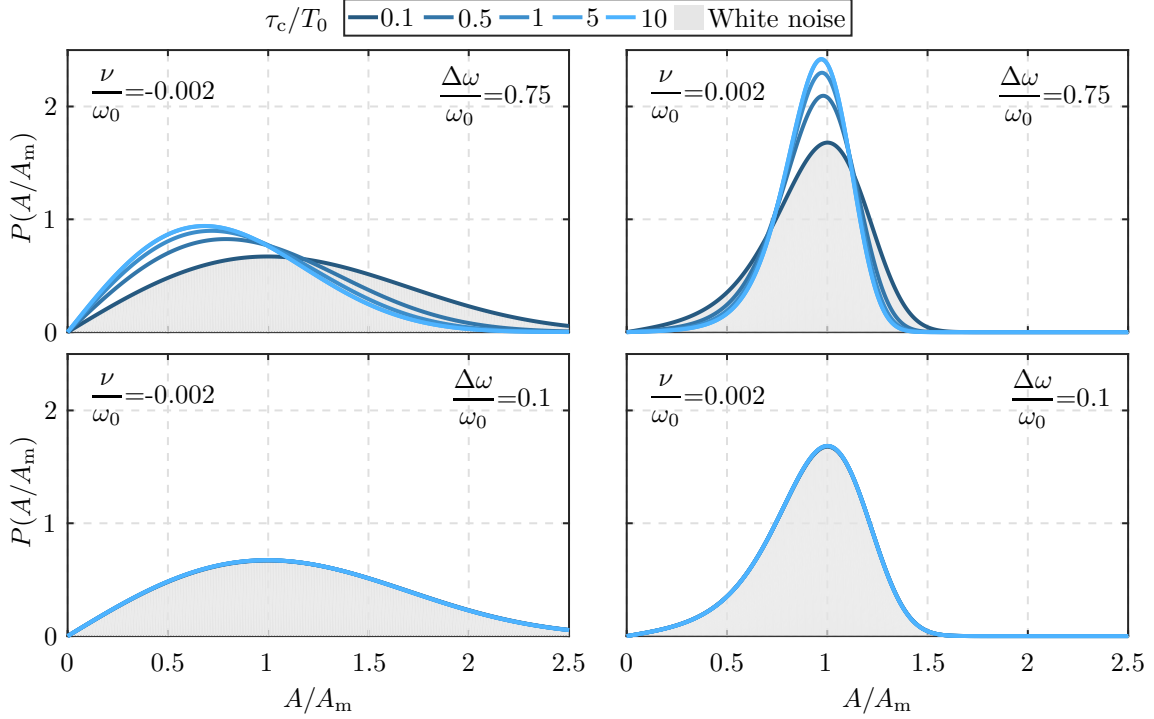 τc/T0 0.1 0.5 1 5 10 White noise
ν/ω0=-0.002 Δω/ω0=0.75
ν/ω0=0.002 Δω/ω0=0.75
P(A/Am)
2
1
0
ν/ω0=-0.002 Δω/ω0=0.1
ν/ω0=0.002 Δω/ω0=0.1
P(A/Am)
2
1
0
0 0.5 1 1.5 2 2.5
0 0.5 1 1.5 2 2.5
A/Am
A/Am